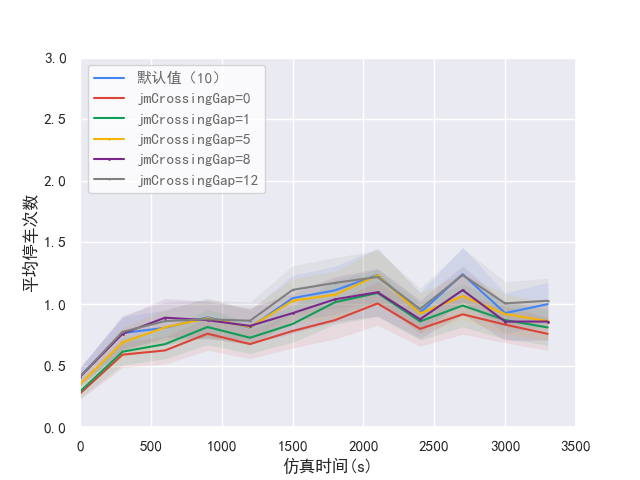 3.0
2.5
2.0
1.5
1.0
0.5
0.0
平均停车次数
默认值（10）
jmCrossingGap=0
jmCrossingGap=1
jmCrossingGap=5
jmCrossingGap=8
jmCrossingGap=12
0 500 1000 1500 2000 2500 3000 3500
仿真时间(s)